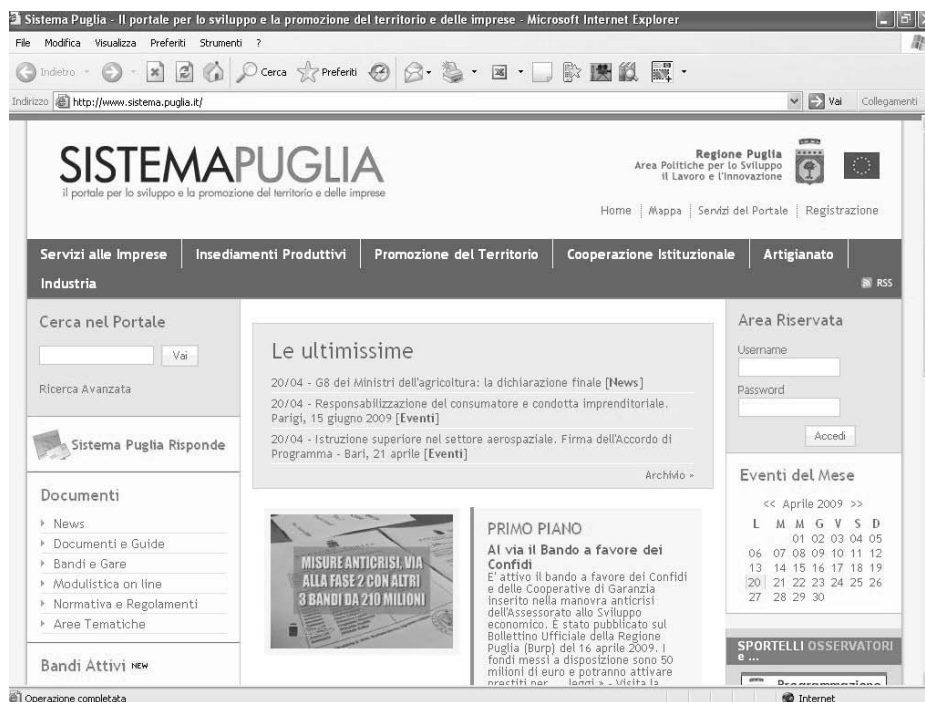 Sistema Puglia - Il portale per lo sviluppo e la promozione del territorio e delle imprese - Microsoft Internet Explorer
File Modifica Visualizza Preferiti Strumenti ?
Indietro Cerca Preferiti
Indirizzo http://www.sistema.puglia.it/ Vai Collegamenti
SISTEMAPUGLIA
il portale per lo sviluppo e la promozione del territorio e delle imprese
Regione Puglia
Area Politiche per lo Sviluppo
il Lavoro e l'Innovazione
Home Mappa Servizi del Portale Registrazione
Servizi alle Imprese Insediamenti Produttivi Promozione del Territorio Cooperazione Istituzionale Artigianato
Industria RSS
Cerca nel Portale
Vai
Ricerca Avanzata
Sistema Puglia Risponde
Documenti
News
Documenti e Guide
Bandi e Gare
Modulistica on line
Normativa e Regolamenti
Aree Tematiche
Bandi Attivi NEW
Le ultimissime
20/04 - G8 dei Ministri dell'agricoltura: la dichiarazione finale [News]
20/04 - Responsabilizzazione del consumatore e condotta imprenditoriale.
Parigi, 15 giugno 2009 [Eventi]
20/04 - Istruzione superiore nel settore aerospaziale. Firma dell'Accordo di
Programma - Bari, 21 aprile [Eventi]
Archivio »
MISURE ANTICRISI, VIA
ALLA FASE 2 CON ALTRI
3 BANDI DA 210 MILIONI
PRIMO PIANO
Al via il Bando a favore dei
Confidi
E' attivo il bando a favore dei Confidi
e delle Cooperative di Garanzia
inserito nella manovra anticrisi
dell'Assessorato allo Sviluppo
economico. È stato pubblicato sul
Bollettino Ufficiale della Regione
Puglia (Burp) del 16 aprile 2009. I
fondi messi a disposizione sono 50
milioni di euro e potranno attivare
prestiti per ... leggi » - Visita la
Area Riservata
Username
Password
Accedi
Eventi del Mese
<< Aprile 2009 >>
L M M G V S D
01 02 03 04 05
06 07 08 09 10 11 12
13 14 15 16 17 18 19
20 21 22 23 24 25 26
27 28 29 30
SPORTELLI OSSERVATORI
e ...
Programmazione
Operazione completata Internet